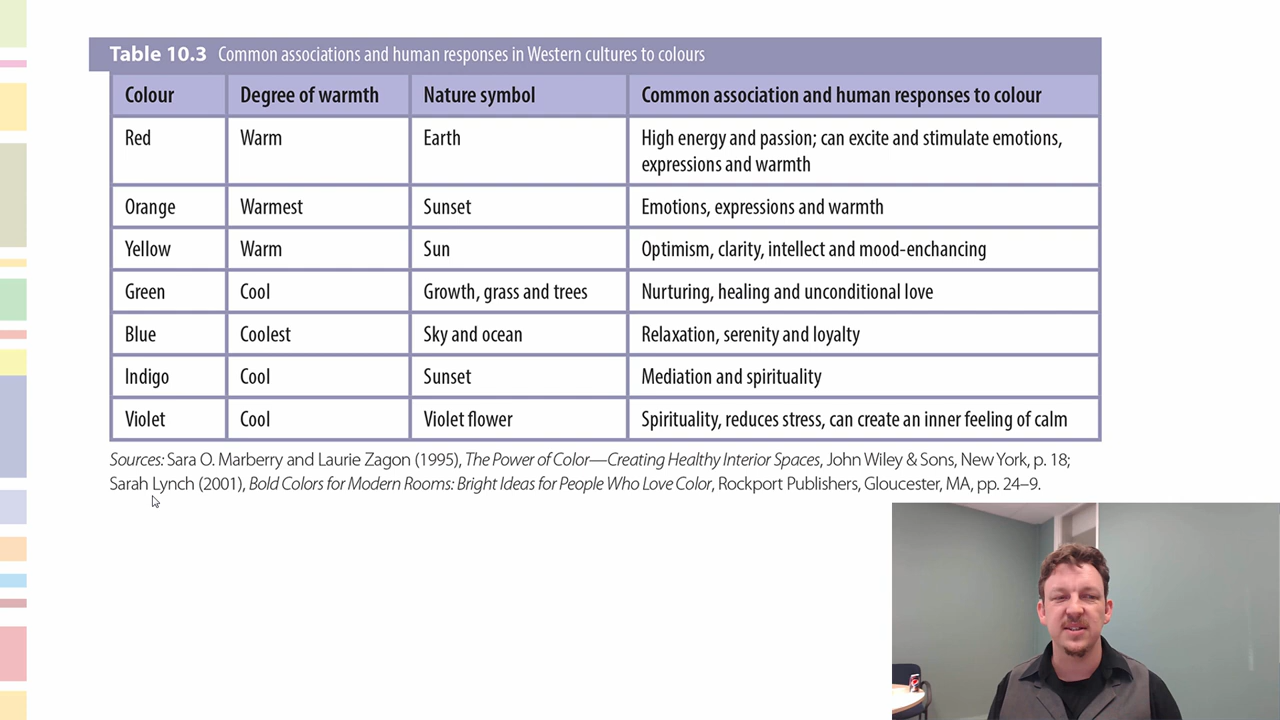 Table 10.3 Common associations and human responses in Western cultures to colours
Colour Degree of warmth Nature symbol Common association and human responses to colour
Red Warm Earth High energy and passion; can excite and stimulate emotions,
expressions and warmth
Orange Warmest Sunset Emotions, expressions and warmth
Yellow Warm Sun Optimism, clarity, intellect and mood-enchancing
Green Cool Growth, grass and trees Nurturing, healing and unconditional love
Blue Coolest Sky and ocean Relaxation, serenity and loyalty
Indigo Cool Sunset Mediation and spirituality
Violet Cool Violet flower Spirituality, reduces stress, can create an inner feeling of calm
Sources: Sara O. Marberry and Laurie Zagon (1995), The Power of Color—Creating Healthy Interior Spaces, John Wiley & Sons, New York, p. 18;
Sarah Lynch (2001), Bold Colors for Modern Rooms: Bright Ideas for People Who Love Color, Rockport Publishers, Gloucester, MA, pp. 24–9.